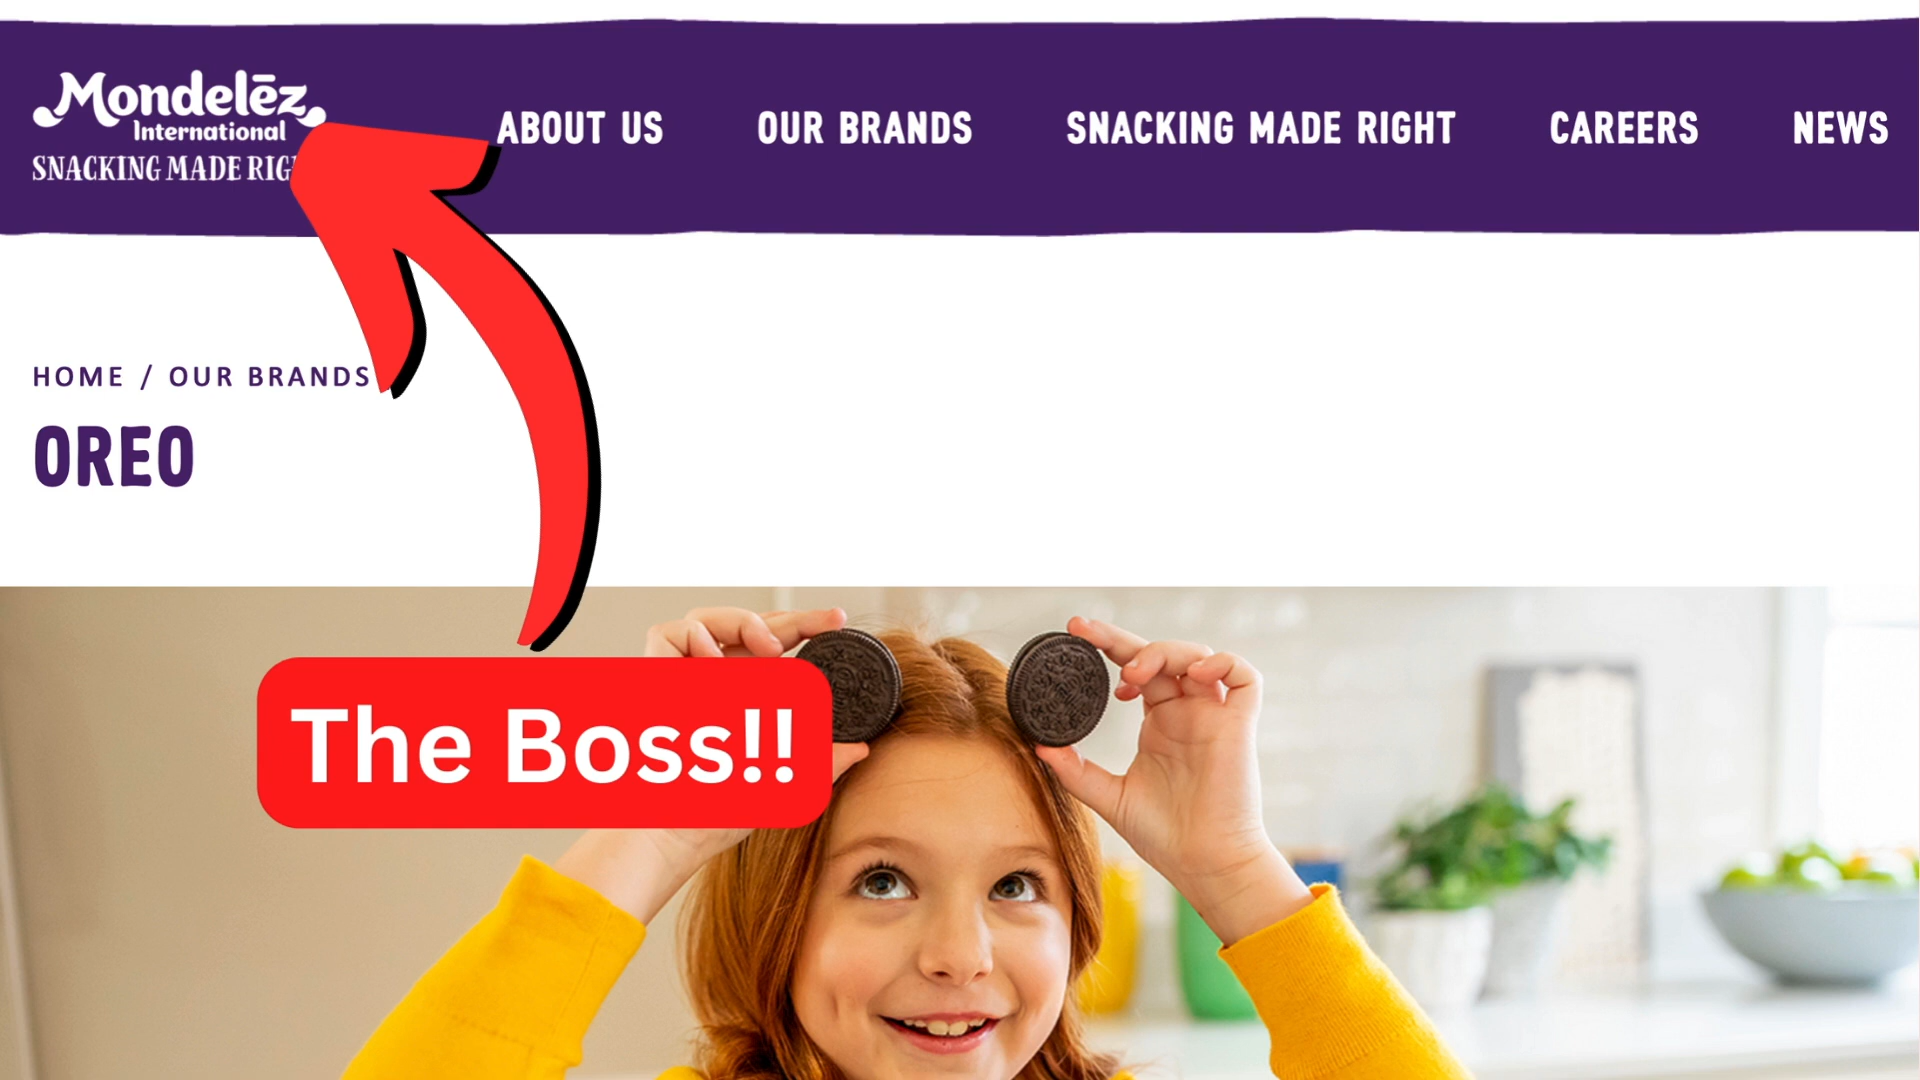 Mondelēz
International
SNACKING MADE RIG
ABOUT US
OUR BRANDS
SNACKING MADE RIGHT
CAREERS
NEWS
HOME / OUR BRANDS
OREO
The Boss!!